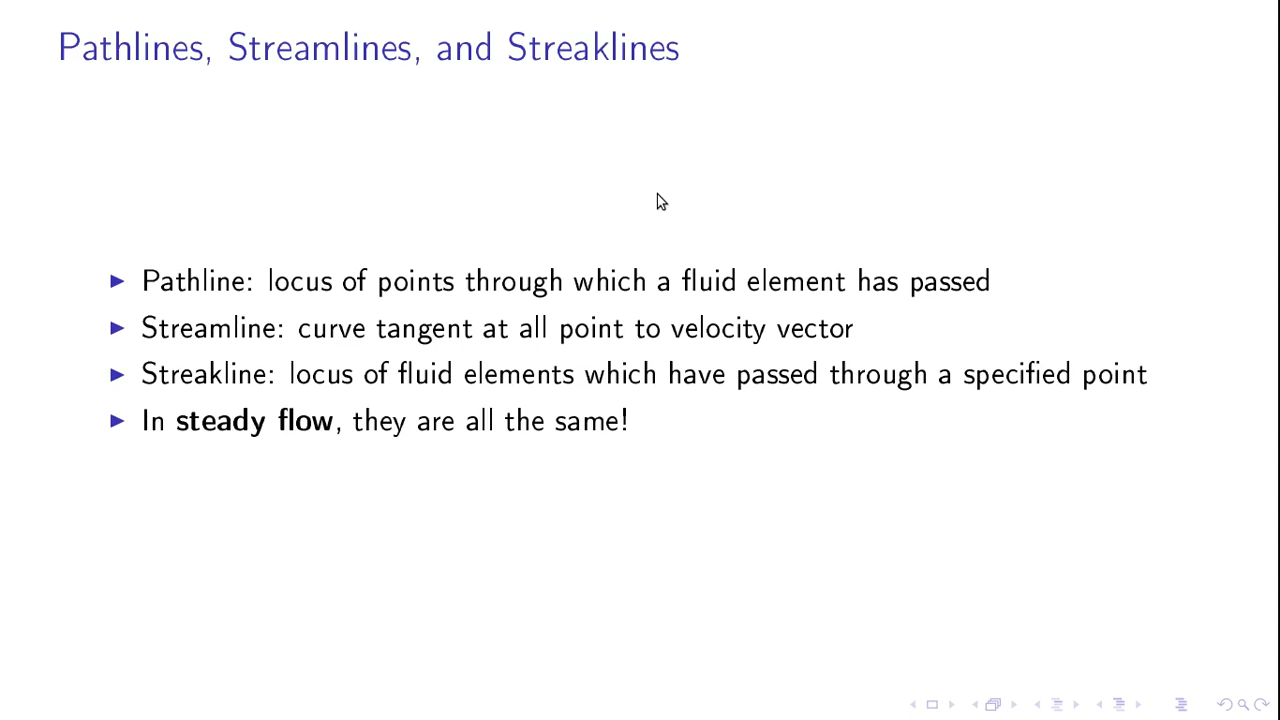 Pathlines, Streamlines, and Streaklines
Pathline: locus of points through which a fluid element has passed
Streamline: curve tangent at all point to velocity vector
Streakline: locus of fluid elements which have passed through a specified point
In steady flow, they are all the same!